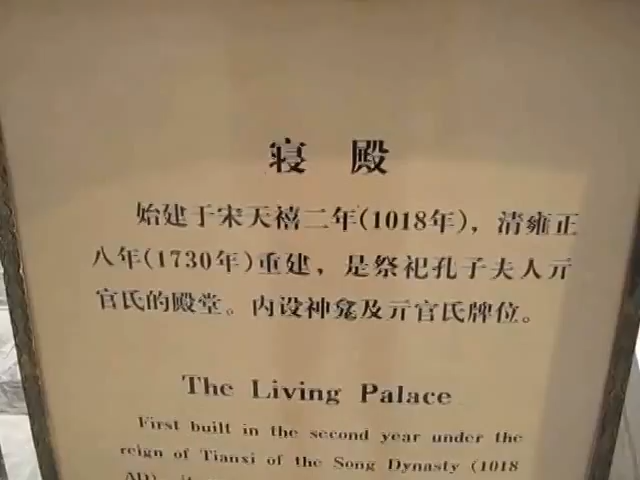 寝 殿
始建于宋天禧二年(1018年)，清雍正
八年(1730年)重建，是祭祀孔子夫人亓
官氏的殿堂。内设神龛及亓官氏牌位。
The Living Palace
First built in the second year under the
reign of Tianxi of the Song Dynasty (1018
AD)